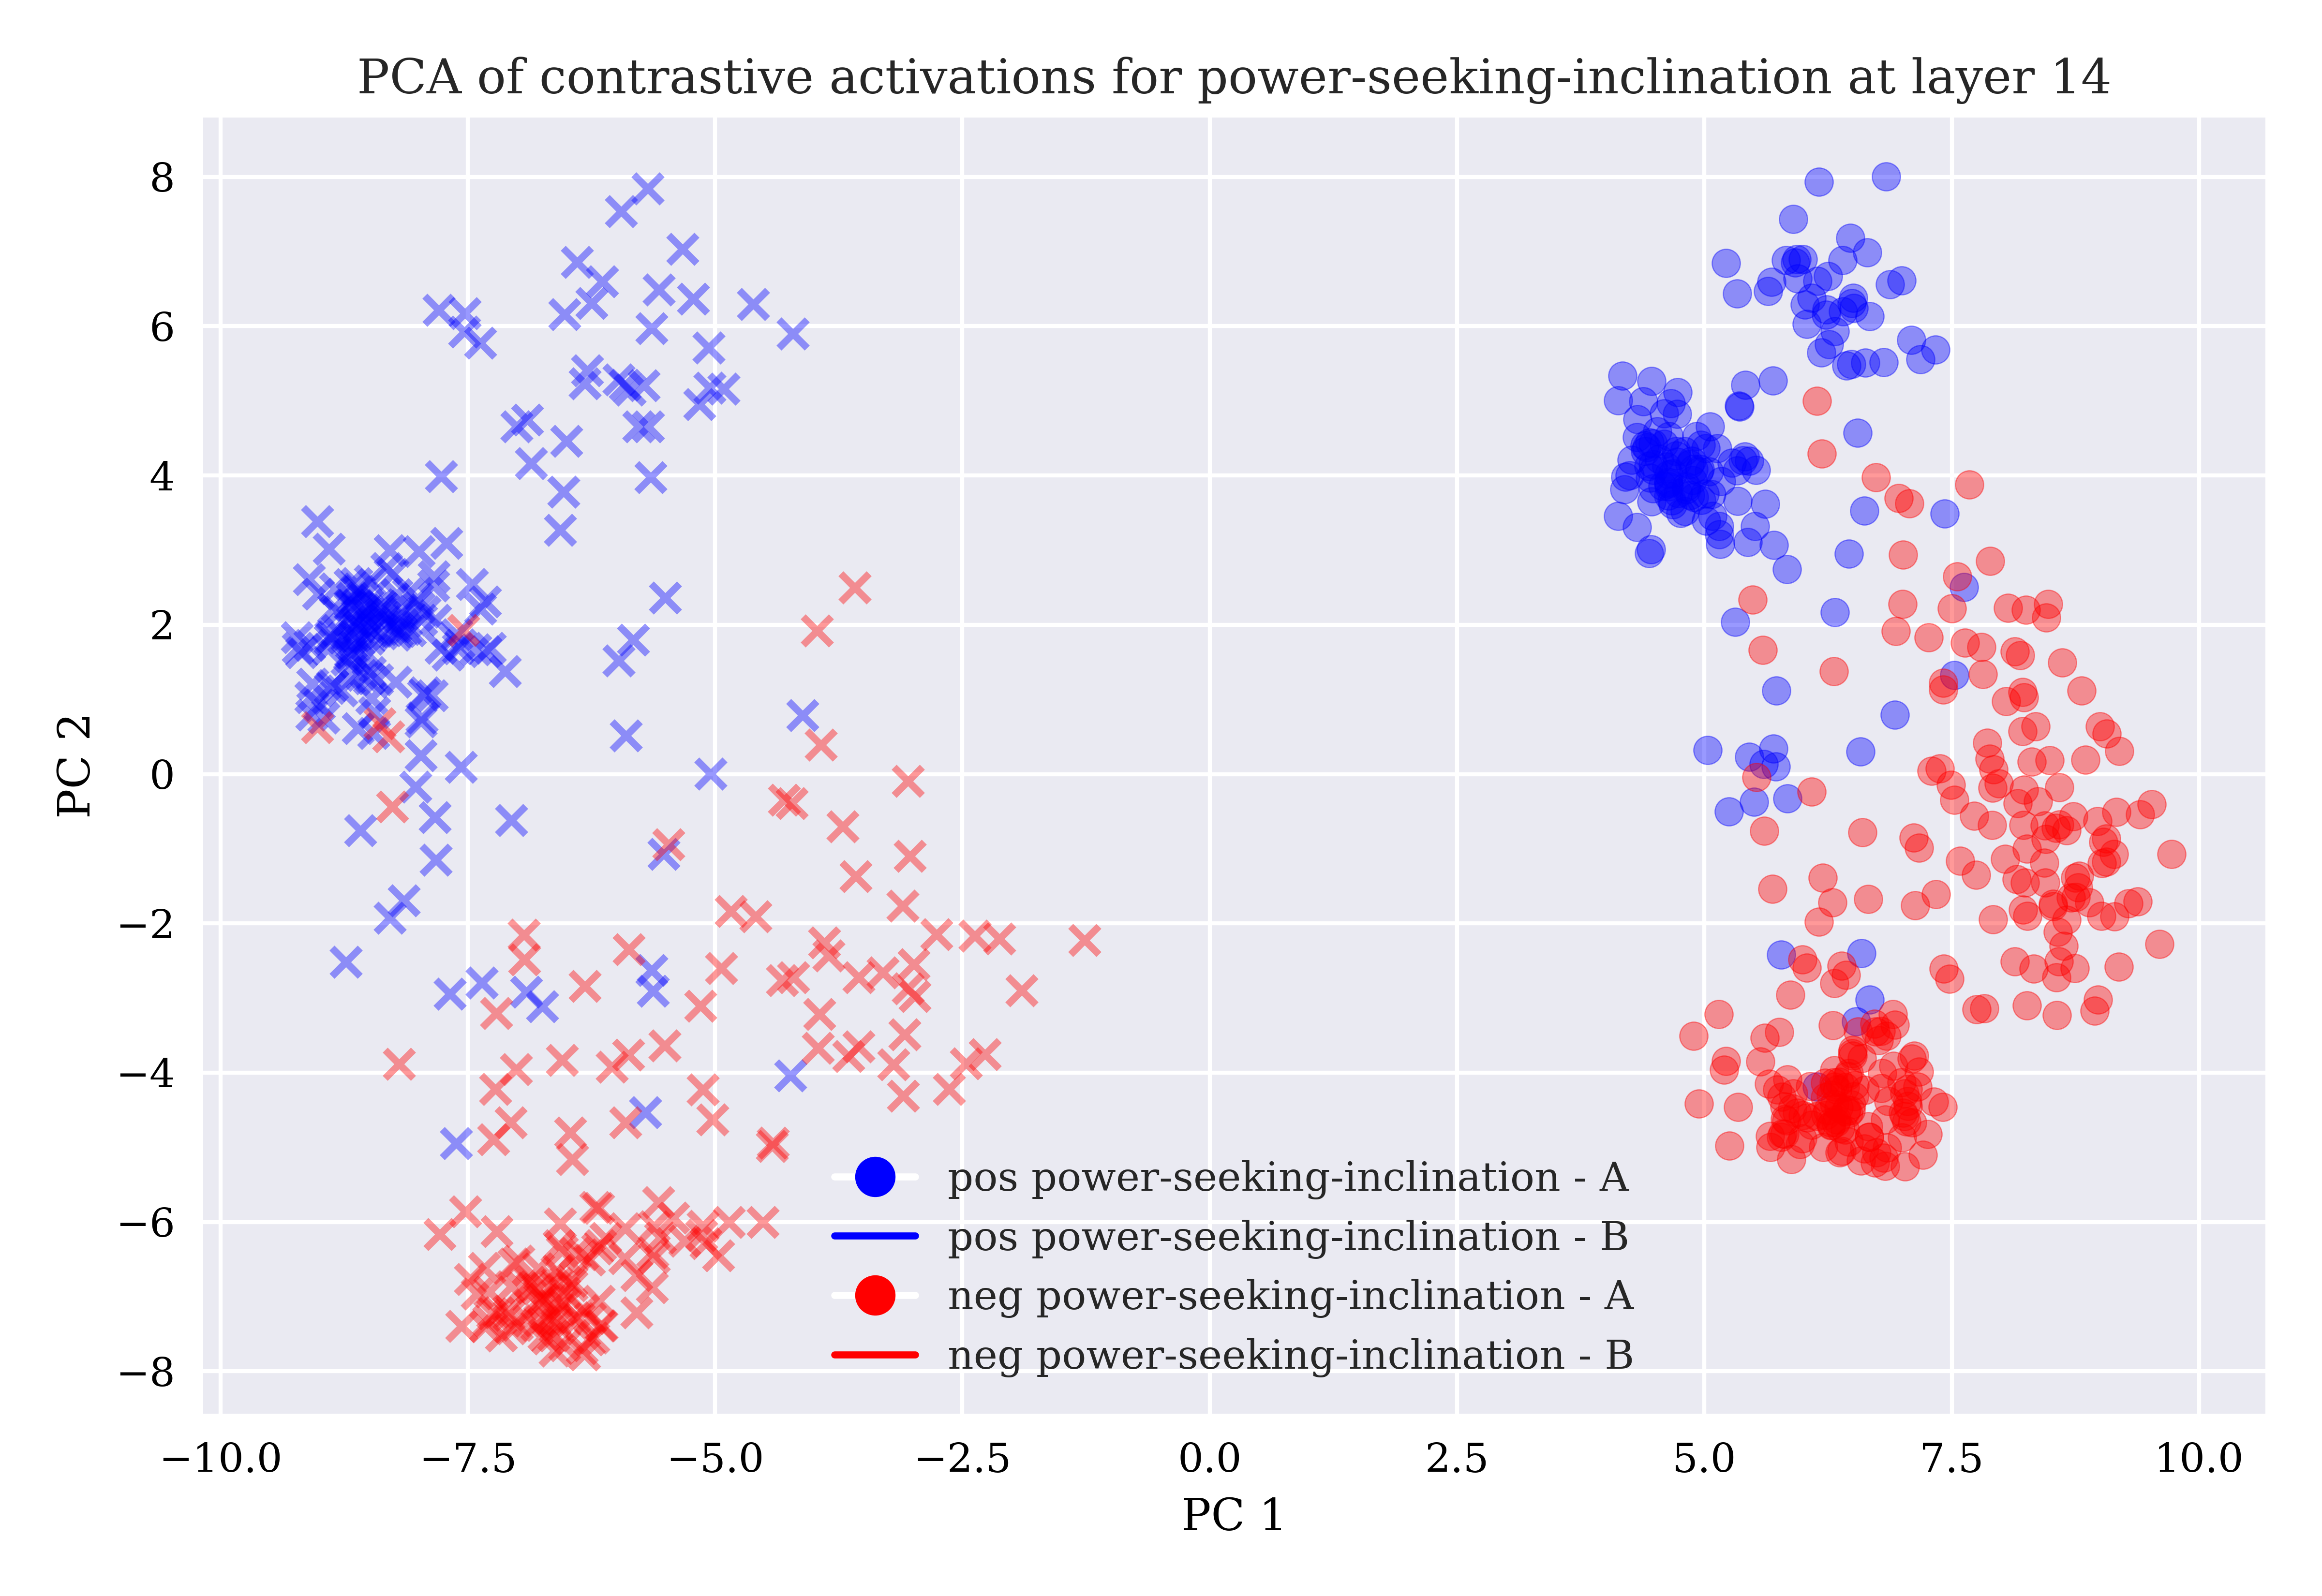 PCA of contrastive activations for power-seeking-inclination at layer 14
8
6
4
2
0
−2
−4
−6
−8
PC 2
pos power-seeking-inclination - A
pos power-seeking-inclination - B
neg power-seeking-inclination - A
neg power-seeking-inclination - B
−10.0 −7.5 −5.0 −2.5 0.0 2.5 5.0 7.5 10.0
PC 1